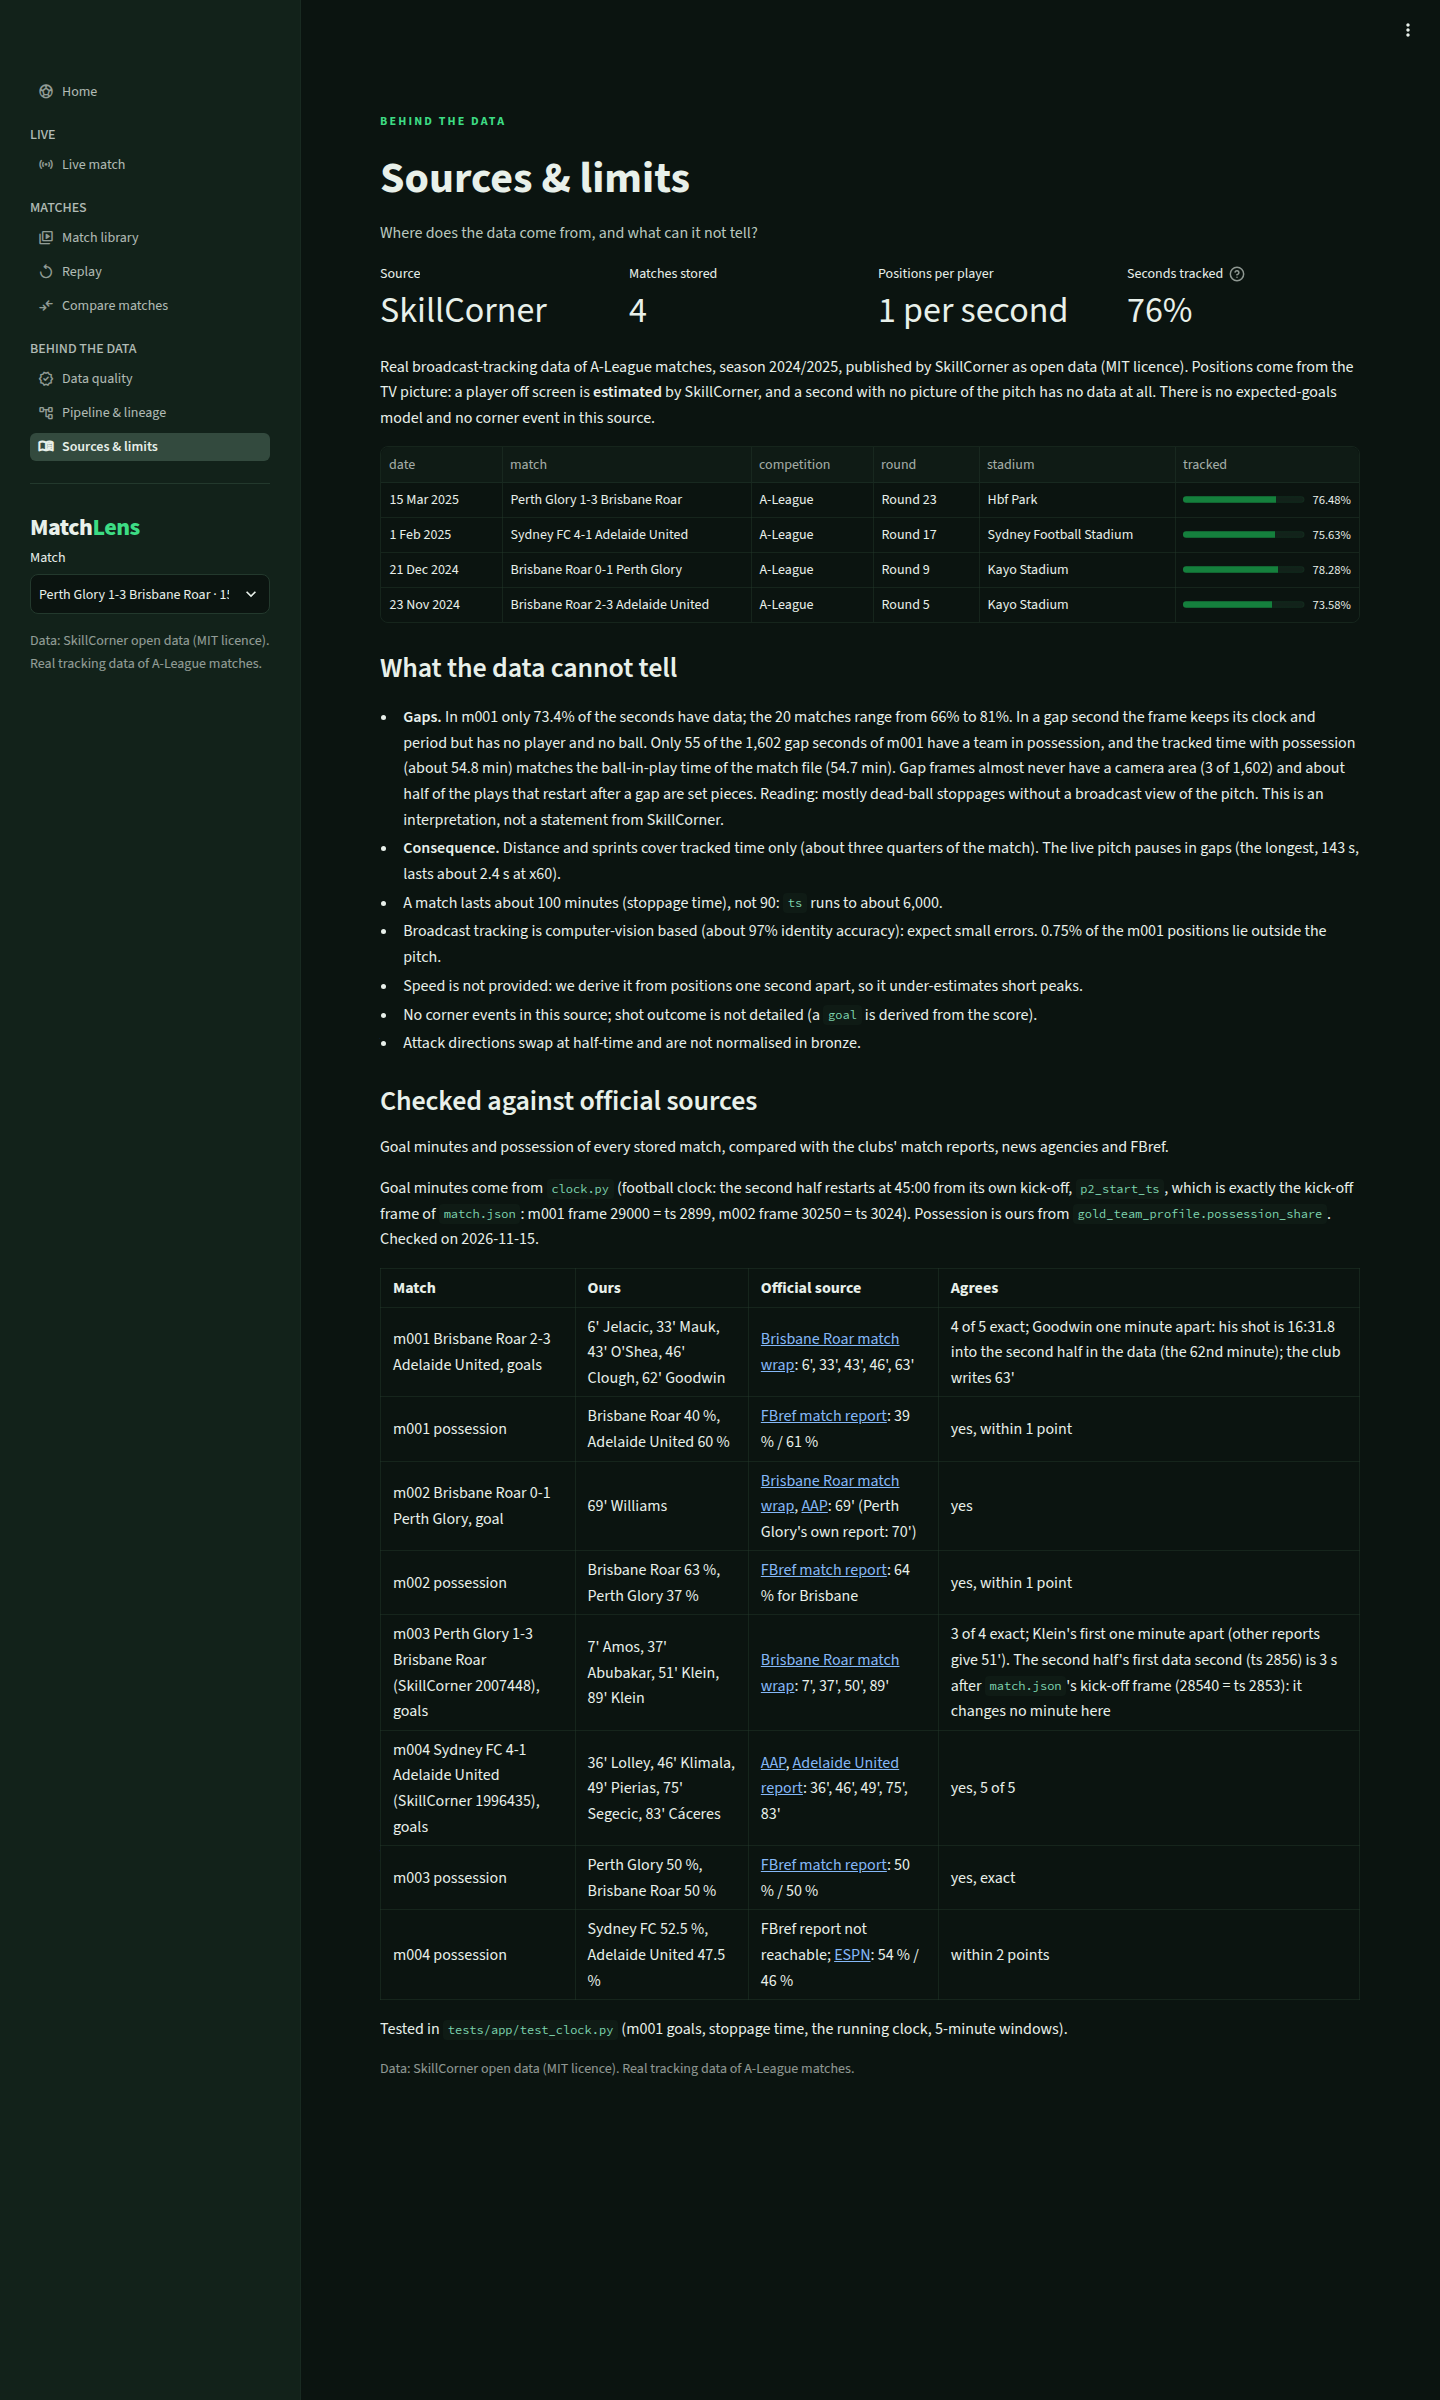 Home
LIVE
Live match
MATCHES
Match library
Replay
Compare matches
BEHIND THE DATA
Data quality
Pipeline & lineage
Sources & limits
MatchLens
Match
Perth Glory 1-3 Brisbane Roar · 1
Data: SkillCorner open data (MIT licence).
Real tracking data of A-League matches.
BEHIND THE DATA
Sources & limits
Where does the data come from, and what can it not tell?
Source
SkillCorner
Matches stored
4
Positions per player
1 per second
Seconds tracked
76%
Real broadcast-tracking data of A-League matches, season 2024/2025, published by SkillCorner as open data (MIT licence). Positions come from the
TV picture: a player off screen is estimated by SkillCorner, and a second with no picture of the pitch has no data at all. There is no expected-goals
model and no corner event in this source.
date match competition round stadium tracked
15 Mar 2025 Perth Glory 1-3 Brisbane Roar A-League Round 23 Hbf Park 76.48%
1 Feb 2025 Sydney FC 4-1 Adelaide United A-League Round 17 Sydney Football Stadium 75.63%
21 Dec 2024 Brisbane Roar 0-1 Perth Glory A-League Round 9 Kayo Stadium 78.28%
23 Nov 2024 Brisbane Roar 2-3 Adelaide United A-League Round 5 Kayo Stadium 73.58%
What the data cannot tell
• Gaps. In m001 only 73.4% of the seconds have data; the 20 matches range from 66% to 81%. In a gap second the frame keeps its clock and
period but has no player and no ball. Only 55 of the 1,602 gap seconds of m001 have a team in possession, and the tracked time with possession
(about 54.8 min) matches the ball-in-play time of the match file (54.7 min). Gap frames almost never have a camera area (3 of 1,602) and about
half of the plays that restart after a gap are set pieces. Reading: mostly dead-ball stoppages without a broadcast view of the pitch. This is an
interpretation, not a statement from SkillCorner.
• Consequence. Distance and sprints cover tracked time only (about three quarters of the match). The live pitch pauses in gaps (the longest, 143 s,
lasts about 2.4 s at x60).
• A match lasts about 100 minutes (stoppage time), not 90: ts runs to about 6,000.
• Broadcast tracking is computer-vision based (about 97% identity accuracy): expect small errors. 0.75% of the m001 positions lie outside the
pitch.
• Speed is not provided: we derive it from positions one second apart, so it under-estimates short peaks.
• No corner events in this source; shot outcome is not detailed (a goal is derived from the score).
• Attack directions swap at half-time and are not normalised in bronze.
Checked against official sources
Goal minutes and possession of every stored match, compared with the clubs' match reports, news agencies and FBref.
Goal minutes come from clock.py (football clock: the second half restarts at 45:00 from its own kick-off, p2_start_ts, which is exactly the kick-off
frame of match.json: m001 frame 29000 = ts 2899, m002 frame 30250 = ts 3024). Possession is ours from gold_team_profile.possession_share.
Checked on 2026-11-15.
Match Ours Official source Agrees
m001 Brisbane Roar 2-3
Adelaide United, goals
6' Jelacic, 33' Mauk,
43' O'Shea, 46'
Clough, 62' Goodwin
Brisbane Roar match
wrap: 6', 33', 43', 46', 63'
4 of 5 exact; Goodwin one minute apart: his shot is 16:31.8
into the second half in the data (the 62nd minute); the club
writes 63'
m001 possession
Brisbane Roar 40 %,
Adelaide United 60 %
FBref match report: 39
% / 61 %
yes, within 1 point
m002 Brisbane Roar 0-1
Perth Glory, goal
69' Williams
Brisbane Roar match
wrap, AAP: 69' (Perth
Glory's own report: 70')
yes
m002 possession
Brisbane Roar 63 %,
Perth Glory 37 %
FBref match report: 64
% for Brisbane
yes, within 1 point
m003 Perth Glory 1-3
Brisbane Roar
(SkillCorner 2007448),
goals
7' Amos, 37'
Abubakar, 51' Klein,
89' Klein
Brisbane Roar match
wrap: 7', 37', 50', 89'
3 of 4 exact; Klein's first one minute apart (other reports
give 51'). The second half's first data second (ts 2856) is 3 s
after match.json's kick-off frame (28540 = ts 2853): it
changes no minute here
m004 Sydney FC 4-1
Adelaide United
(SkillCorner 1996435),
goals
36' Lolley, 46' Klimala,
49' Pierias, 75'
Segecic, 83' Cáceres
AAP, Adelaide United
report: 36', 46', 49', 75',
83'
yes, 5 of 5
m003 possession
Perth Glory 50 %,
Brisbane Roar 50 %
FBref match report: 50
% / 50 %
yes, exact
m004 possession
Sydney FC 52.5 %,
Adelaide United 47.5
%
FBref report not
reachable; ESPN: 54 % /
46 %
within 2 points
Tested in tests/app/test_clock.py (m001 goals, stoppage time, the running clock, 5-minute windows).
Data: SkillCorner open data (MIT licence). Real tracking data of A-League matches.